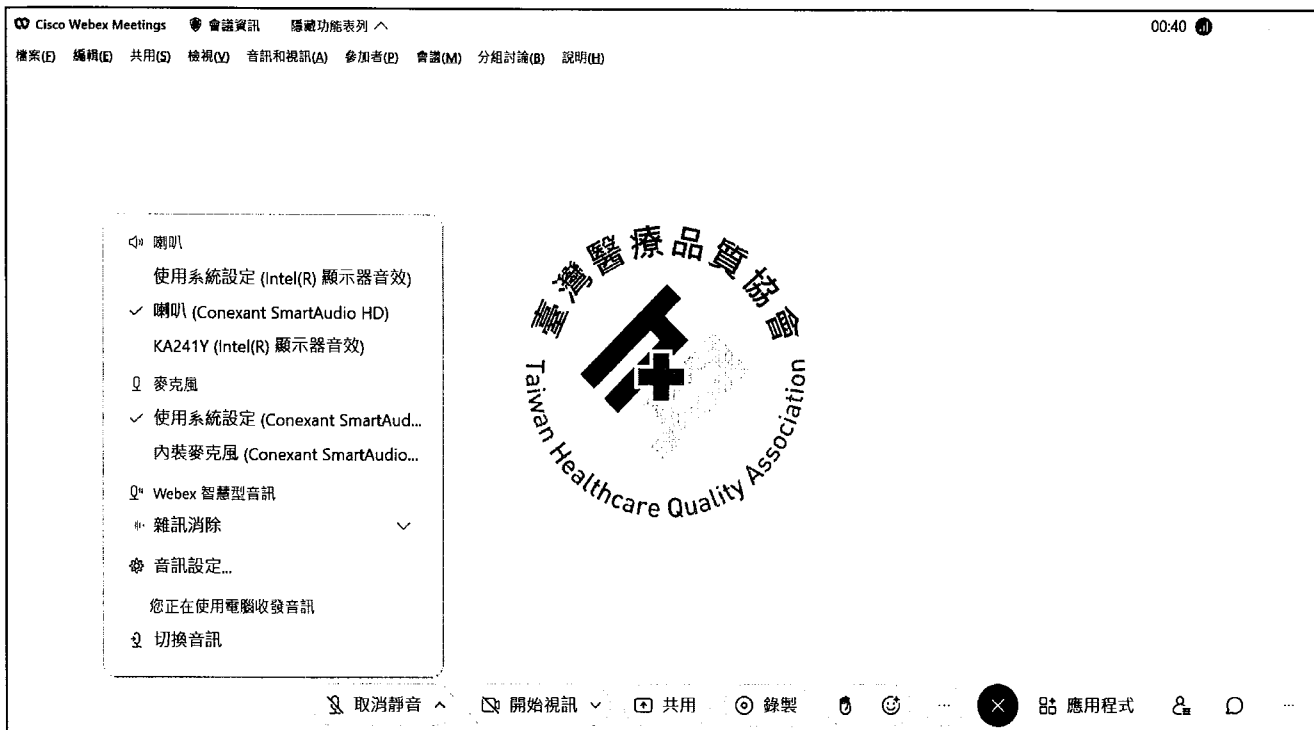 Cisco Webex Meetings 會議資訊 隱藏功能表列 00:40
檔案(F) 編輯(E) 共用(S) 檢視(V) 音訊和視訊(A) 參加者(P) 會議(M) 分組討論(B) 說明(H)
喇叭
使用系統設定 (Intel(R) 顯示器音效)
喇叭 (Conexant SmartAudio HD)
KA241Y (Intel(R) 顯示器音效)
麥克風
使用系統設定 (Conexant SmartAud...
內裝麥克風 (Conexant SmartAudio...
Webex 智慧型音訊
雜訊消除
音訊設定...
您正在使用電腦收發音訊
切換音訊
臺灣醫療品質協會
Taiwan Healthcare Quality Association
取消靜音 開始視訊 共用 錄製 ... 應用程式 ...